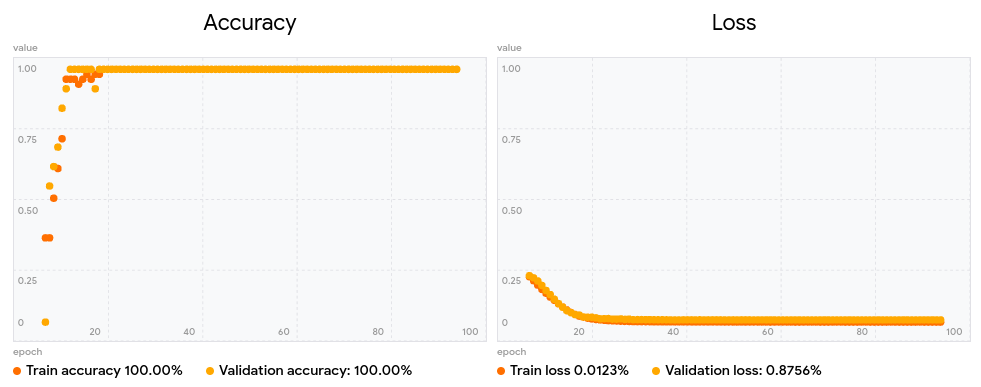 Accuracy
value
1.00
0.75
0.50
0.25
0
20 40 60 80 100
epoch
Train accuracy 100.00% Validation accuracy: 100.00%
Loss
value
1.00
0.75
0.50
0.25
0
20 40 60 80 100
epoch
Train loss 0.0123% Validation loss: 0.8756%